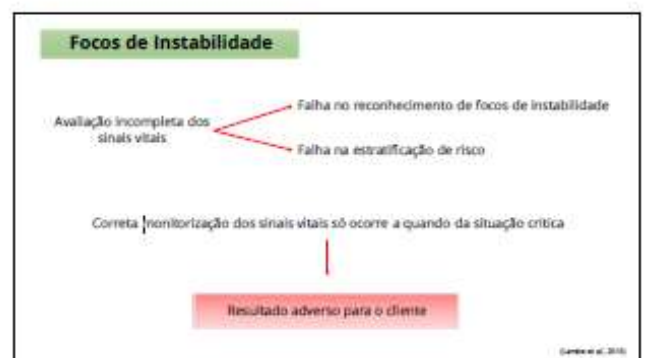 Focos de Instabilidade
Falha no reconhecimento de focos de instabilidade
Avaliação incompleta dos
sinais vitais
Falha na estratificação de risco
Correta monitorização dos sinais vitais só ocorre a quando da situação critica
Resultado adverso para o cliente